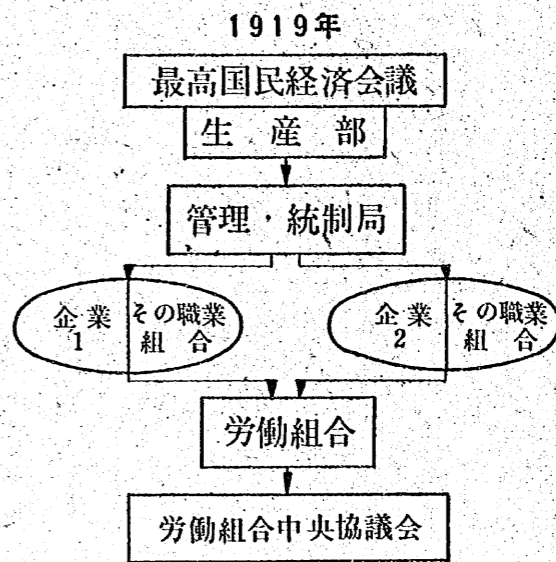 1919年
最高国民経済会議
生産部
管理・統制局
企業 その職業
1 組合
企業 その職業
2 組合
労働組合
労働組合中央協議会